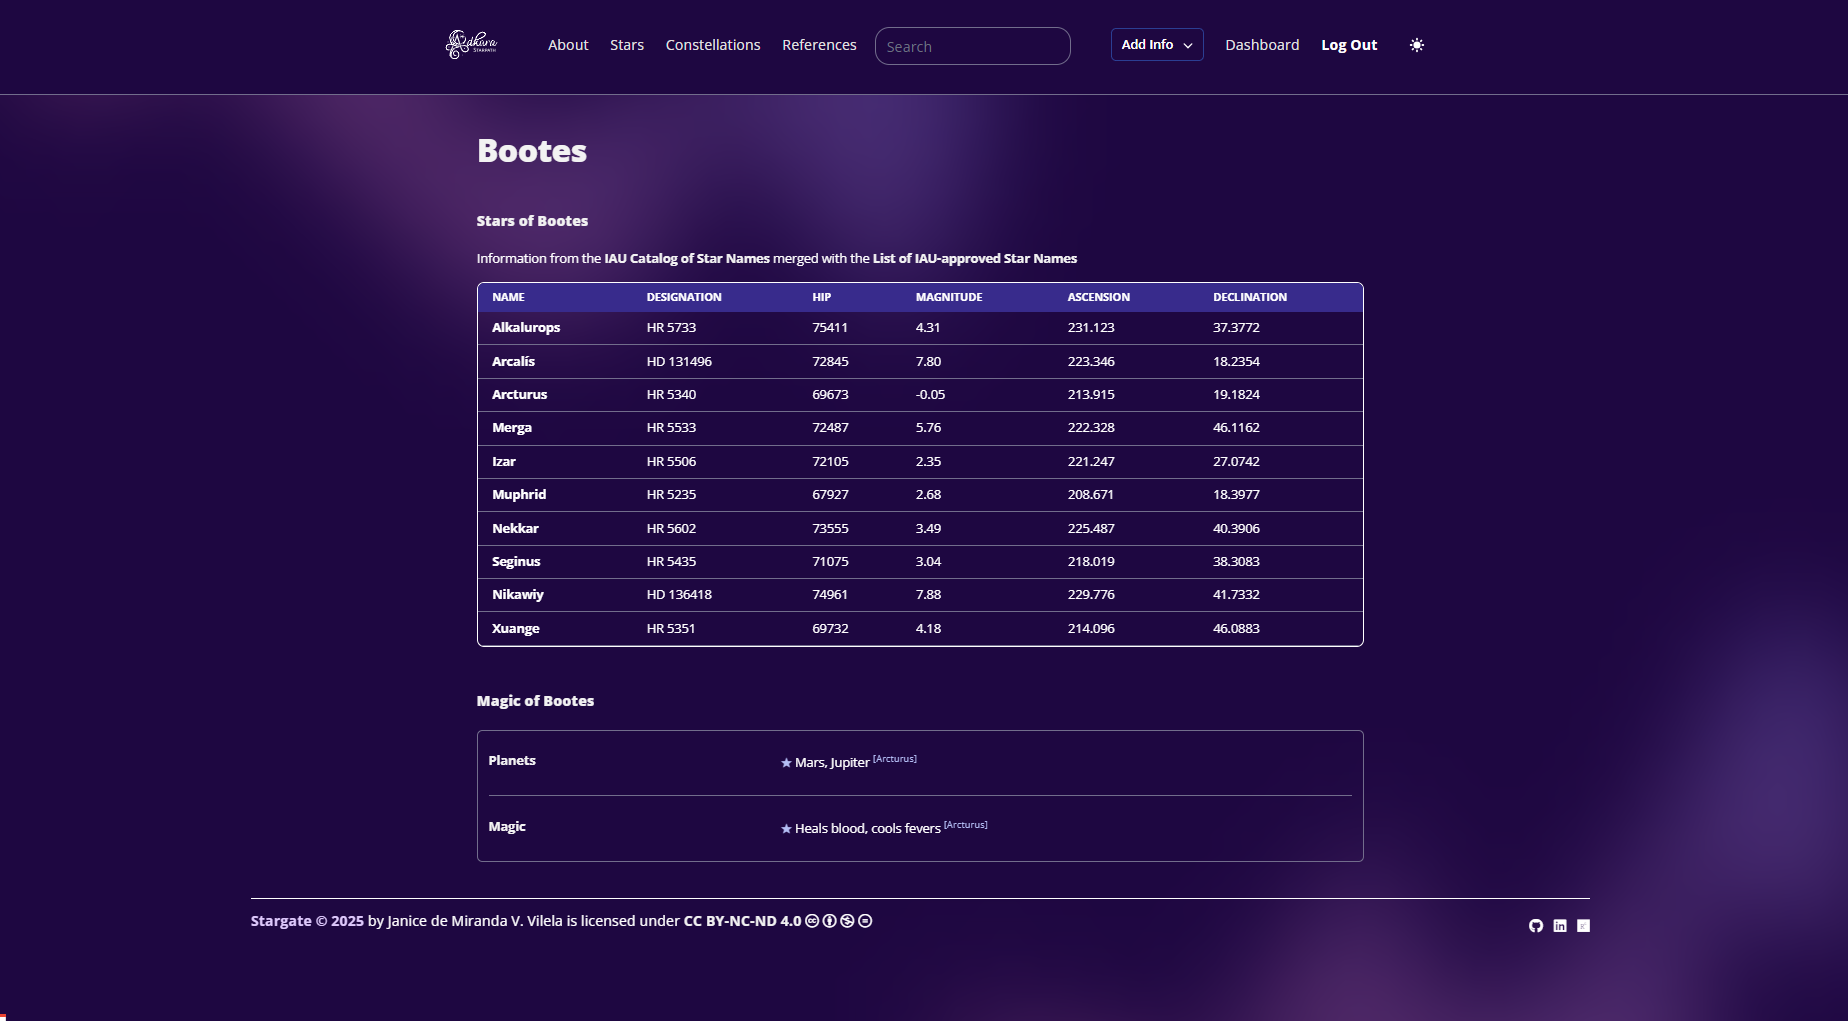 Adhara
STARPATH
About Stars Constellations References Search Add Info Dashboard Log Out
Bootes
Stars of Bootes
Information from the IAU Catalog of Star Names merged with the List of IAU-approved Star Names
NAME DESIGNATION HIP MAGNITUDE ASCENSION DECLINATION
Alkalurops HR 5733 75411 4.31 231.123 37.3772
Arcalís HD 131496 72845 7.80 223.346 18.2354
Arcturus HR 5340 69673 -0.05 213.915 19.1824
Merga HR 5533 72487 5.76 222.328 46.1162
Izar HR 5506 72105 2.35 221.247 27.0742
Muphrid HR 5235 67927 2.68 208.671 18.3977
Nekkar HR 5602 73555 3.49 225.487 40.3906
Seginus HR 5435 71075 3.04 218.019 38.3083
Nikawiy HD 136418 74961 7.88 229.776 41.7332
Xuange HR 5351 69732 4.18 214.096 46.0883
Magic of Bootes
Planets ★ Mars, Jupiter [Arcturus]
Magic ★ Heals blood, cools fevers [Arcturus]
Stargate © 2025 by Janice de Miranda V. Vilela is licensed under CC BY-NC-ND 4.0